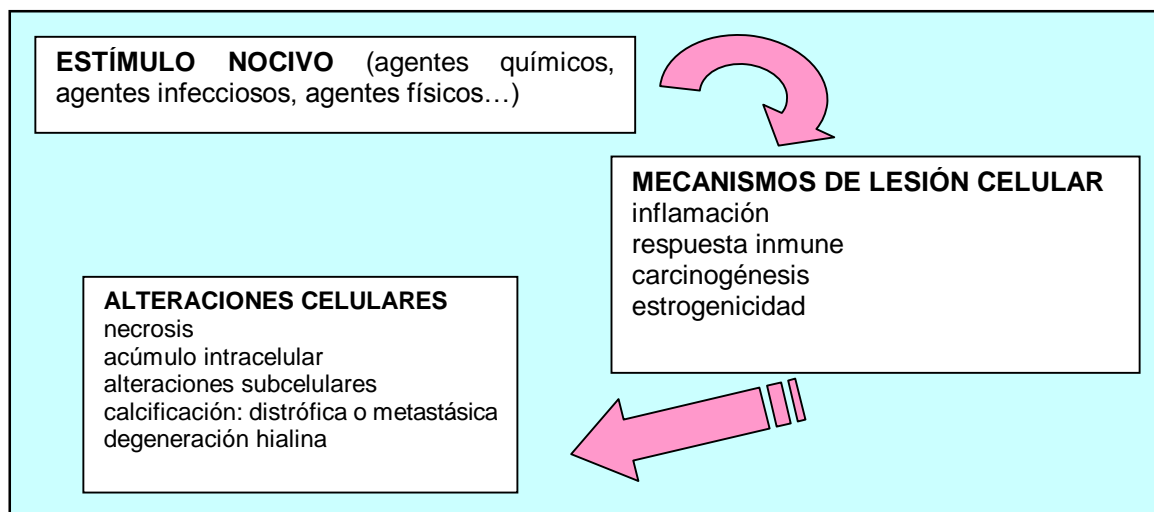 ESTÍMULO NOCIVO (agentes químicos,
agentes infecciosos, agentes físicos…)
MECANISMOS DE LESIÓN CELULAR
inflamación
respuesta inmune
carcinogénesis
estrogenicidad
ALTERACIONES CELULARES
necrosis
acúmulo intracelular
alteraciones subcelulares
calcificación: distrófica o metastásica
degeneración hialina